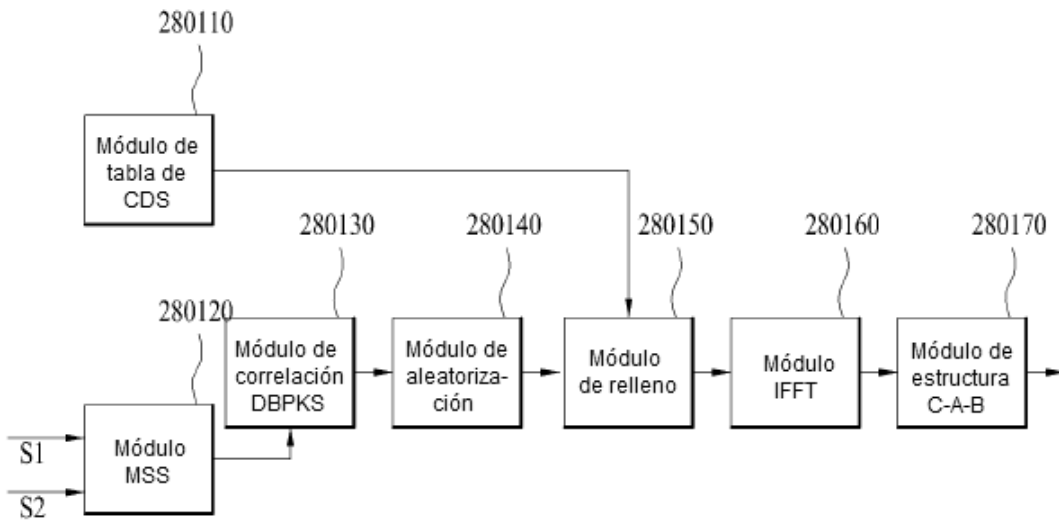 280110
Módulo de
tabla de
CDS
280120
280130
280140
280150
280160
280170
S1
S2
Módulo
MSS
Módulo de
correlación
DBPKS
Módulo de
aleatoriza-
ción
Módulo
de relleno
Módulo
IFFT
Módulo de
estructura
C-A-B